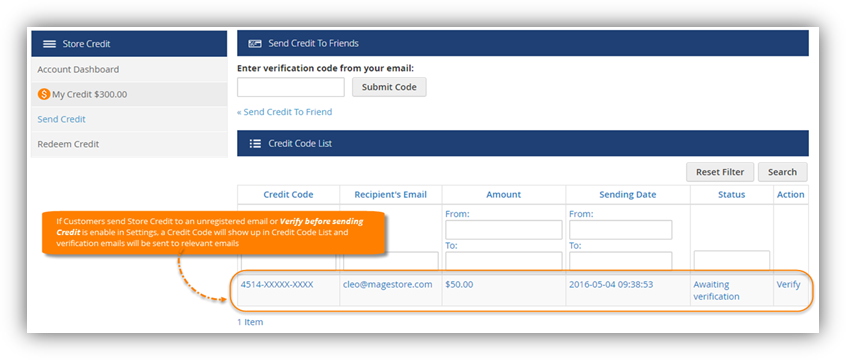 Store Credit
Account Dashboard
My Credit $300.00
Send Credit
Redeem Credit
Send Credit To Friends
Enter verification code from your email:
Submit Code
« Send Credit To Friend
Credit Code List
Reset Filter Search
Credit Code Recipient's Email Amount Sending Date Status Action
From: From:
To: To:
If Customers send Store Credit to an unregistered email or Verify before sending
Credit is enable in Settings, a Credit Code will show up in Credit Code List and
verification emails will be sent to relevant emails
4514-XXXXX-XXXX cleo@magestore.com $50.00 2016-05-04 09:38:53 Awaiting Verify
verification
1 Item